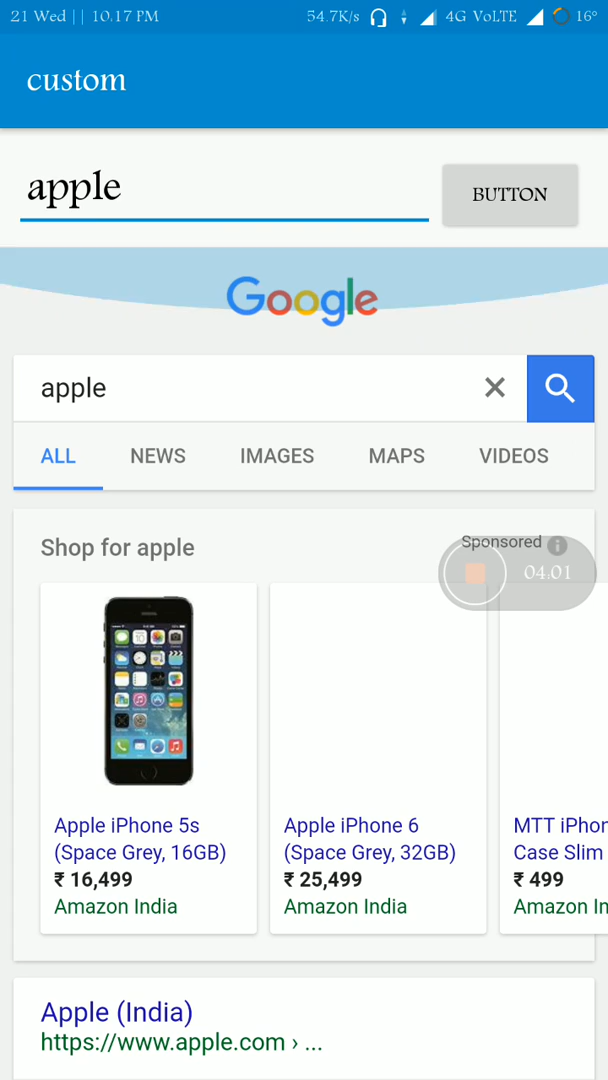 21 Wed || 10.17 PM 54.7K/s 4G VoLTE 16°
custom
apple BUTTON
Google
apple
ALL NEWS IMAGES MAPS VIDEOS
Shop for apple Sponsored
04:01
Apple iPhone 5s
(Space Grey, 16GB)
₹ 16,499
Amazon India
Apple iPhone 6
(Space Grey, 32GB)
₹ 25,499
Amazon India
MTT iPhon
Case Slim
₹ 499
Amazon In
Apple (India)
https://www.apple.com › ...